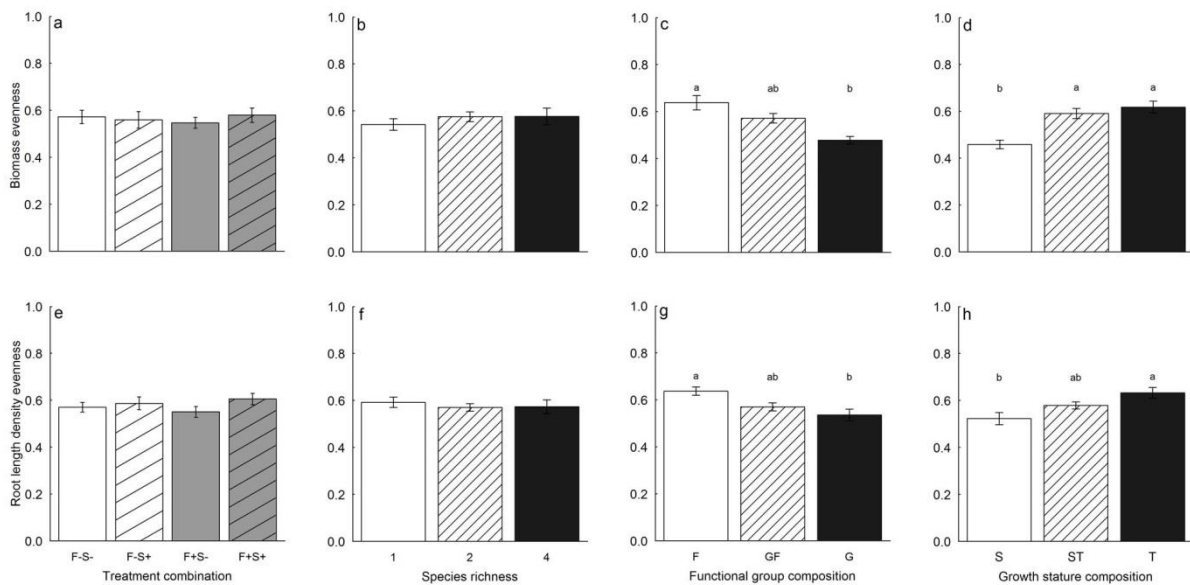 a
b
c
d
1.0
0.8
0.6
0.4
0.2
0.0
Biomass evenness
1.0
0.8
0.6
0.4
0.2
0.0
1.0
0.8
0.6
0.4
0.2
0.0
a ab b
1.0
0.8
0.6
0.4
0.2
0.0
b a a
e
f
g
h
1.0
0.8
0.6
0.4
0.2
0.0
Root length density evenness
F-S- F-S+ F+S- F+S+
Treatment combination
1.0
0.8
0.6
0.4
0.2
0.0
1 2 4
Species richness
1.0
0.8
0.6
0.4
0.2
0.0
a ab b
F GF G
Functional group composition
1.0
0.8
0.6
0.4
0.2
0.0
b ab a
S ST T
Growth stature composition